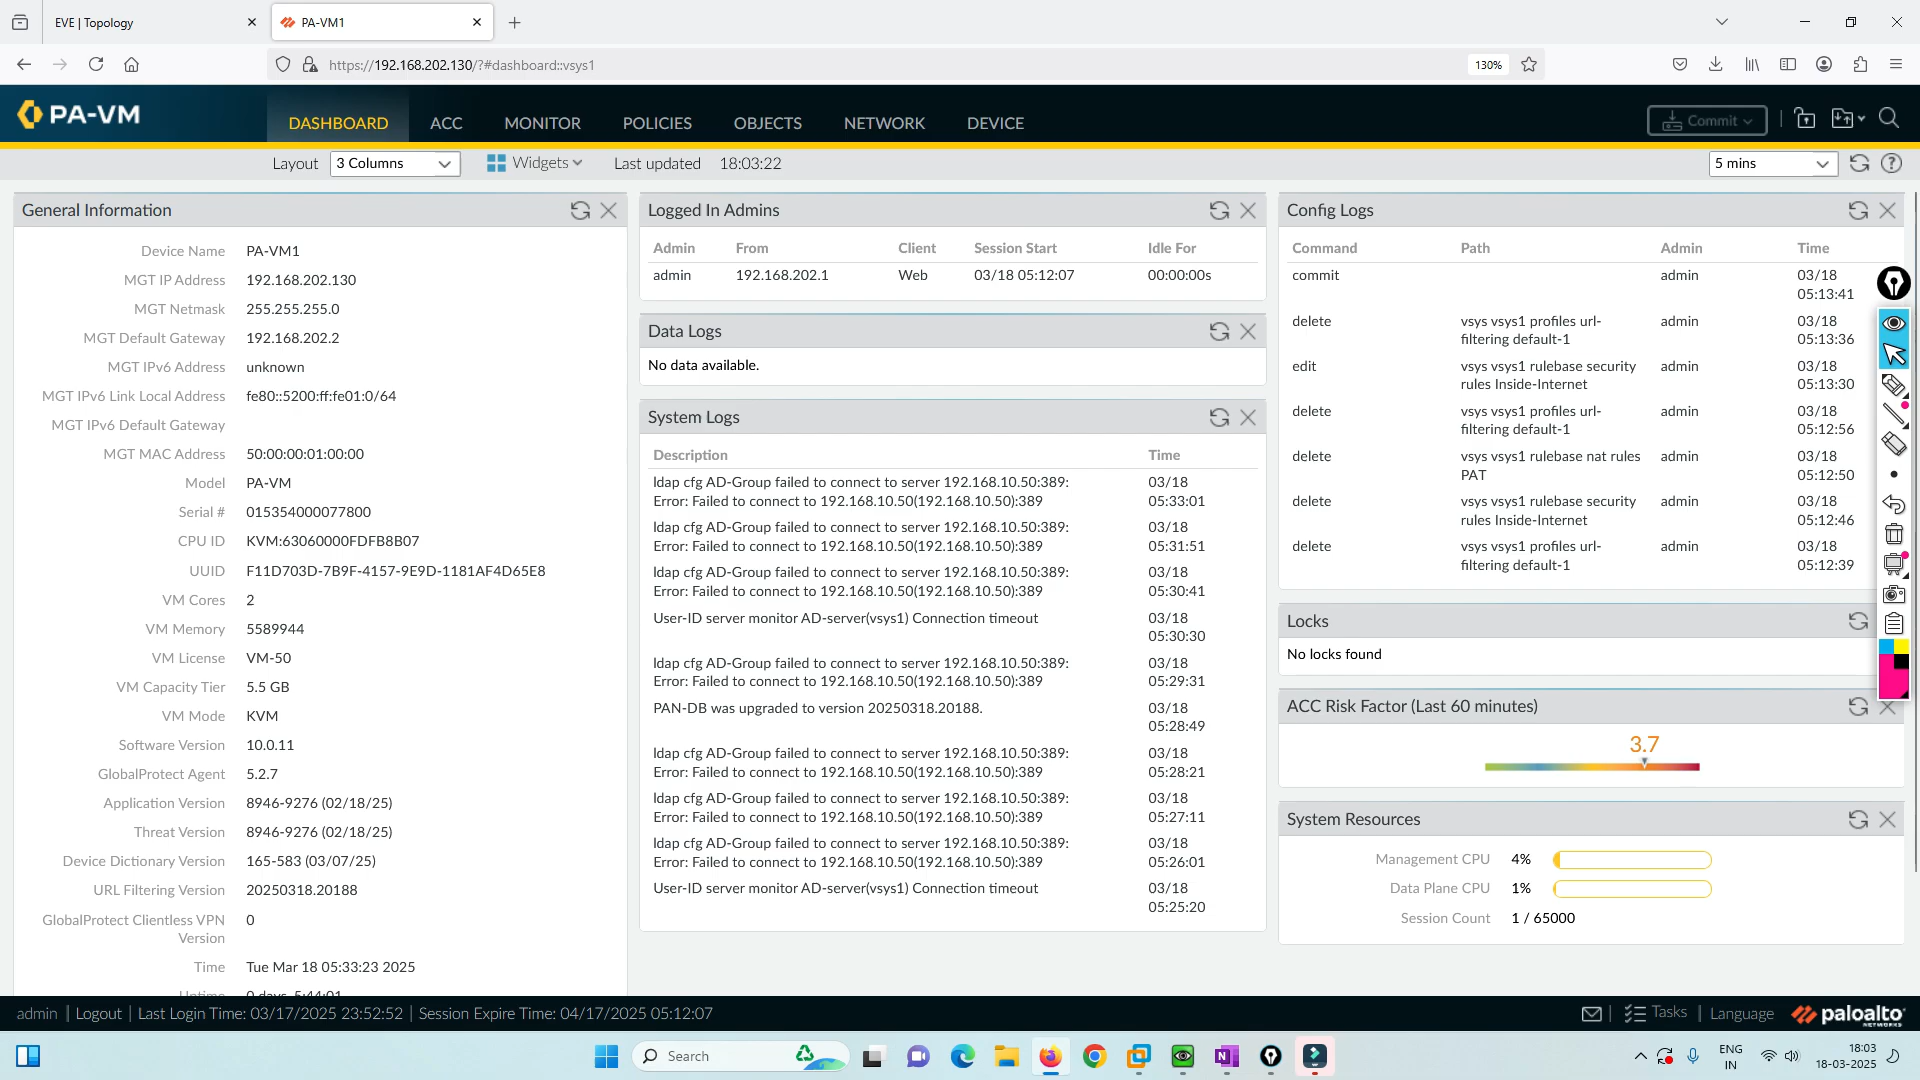 EVE | Topology
PA-VM1
https://192.168.202.130/?#dashboard::vsys1
130%
PA-VM
DASHBOARD
ACC
MONITOR
POLICIES
OBJECTS
NETWORK
DEVICE
Commit
Layout
3 Columns
Widgets
Last updated 18:03:22
5 mins
General Information
Device Name PA-VM1
MGT IP Address 192.168.202.130
MGT Netmask 255.255.255.0
MGT Default Gateway 192.168.202.2
MGT IPv6 Address unknown
MGT IPv6 Link Local Address fe80::5200:ff:fe01:0/64
MGT IPv6 Default Gateway
MGT MAC Address 50:00:00:01:00:00
Model PA-VM
Serial # 015354000077800
CPU ID KVM:63060000FDFB8B07
UUID F11D703D-7B9F-4157-9E9D-1181AF4D65E8
VM Cores 2
VM Memory 5589944
VM License VM-50
VM Capacity Tier 5.5 GB
VM Mode KVM
Software Version 10.0.11
GlobalProtect Agent 5.2.7
Application Version 8946-9276 (02/18/25)
Threat Version 8946-9276 (02/18/25)
Device Dictionary Version 165-583 (03/07/25)
URL Filtering Version 20250318.20188
GlobalProtect Clientless VPN 0
Version
Time Tue Mar 18 05:33:23 2025
Uptime 0 days, 5:44:01
Logged In Admins
Admin From Client Session Start Idle For
admin 192.168.202.1 Web 03/18 05:12:07 00:00:00s
Data Logs
No data available.
System Logs
Description Time
ldap cfg AD-Group failed to connect to server 192.168.10.50:389: 03/18
Error: Failed to connect to 192.168.10.50(192.168.10.50):389 05:33:01
ldap cfg AD-Group failed to connect to server 192.168.10.50:389: 03/18
Error: Failed to connect to 192.168.10.50(192.168.10.50):389 05:31:51
ldap cfg AD-Group failed to connect to server 192.168.10.50:389: 03/18
Error: Failed to connect to 192.168.10.50(192.168.10.50):389 05:30:41
User-ID server monitor AD-server(vsys1) Connection timeout 03/18
05:30:30
ldap cfg AD-Group failed to connect to server 192.168.10.50:389: 03/18
Error: Failed to connect to 192.168.10.50(192.168.10.50):389 05:29:31
PAN-DB was upgraded to version 20250318.20188. 03/18
05:28:49
ldap cfg AD-Group failed to connect to server 192.168.10.50:389: 03/18
Error: Failed to connect to 192.168.10.50(192.168.10.50):389 05:28:21
ldap cfg AD-Group failed to connect to server 192.168.10.50:389: 03/18
Error: Failed to connect to 192.168.10.50(192.168.10.50):389 05:27:11
ldap cfg AD-Group failed to connect to server 192.168.10.50:389: 03/18
Error: Failed to connect to 192.168.10.50(192.168.10.50):389 05:26:01
User-ID server monitor AD-server(vsys1) Connection timeout 03/18
05:25:20
Config Logs
Command Path Admin Time
commit admin 03/18
05:13:41
delete vsys vsys1 profiles url- admin 03/18
filtering default-1 05:13:36
edit vsys vsys1 rulebase security admin 03/18
rules Inside-Internet 05:13:30
delete vsys vsys1 profiles url- admin 03/18
filtering default-1 05:12:56
delete vsys vsys1 rulebase nat rules admin 03/18
PAT 05:12:50
delete vsys vsys1 rulebase security admin 03/18
rules Inside-Internet 05:12:46
delete vsys vsys1 profiles url- admin 03/18
filtering default-1 05:12:39
Locks
No locks found
ACC Risk Factor (Last 60 minutes)
3.7
System Resources
Management CPU 4%
Data Plane CPU 1%
Session Count 1 / 65000
admin | Logout | Last Login Time: 03/17/2025 23:52:52 | Session Expire Time: 04/17/2025 05:12:07
Tasks | Language
paloalto
NETWORKS
Search
ENG
IN
18:03
18-03-2025